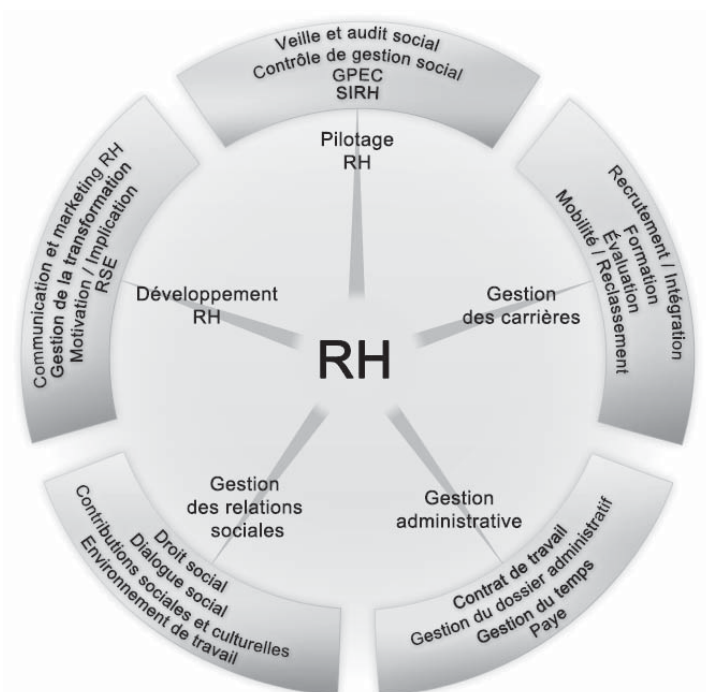 Veille et audit social
Contrôle de gestion social
GPEC
SIRH
Pilotage
RH
Recrutement / Intégration
Formation
Évaluation
Mobilité / Reclassement
Gestion
des carrières
Communication et marketing RH
Gestion de la transformation
Motivation / Implication
RSE
Développement
RH
RH
Gestion
des relations
sociales
Droit social
Dialogue social
Contributions sociales et culturelles
Environnement de travail
Gestion
administrative
Contrat de travail
Gestion du dossier administratif
Gestion du temps
Paye